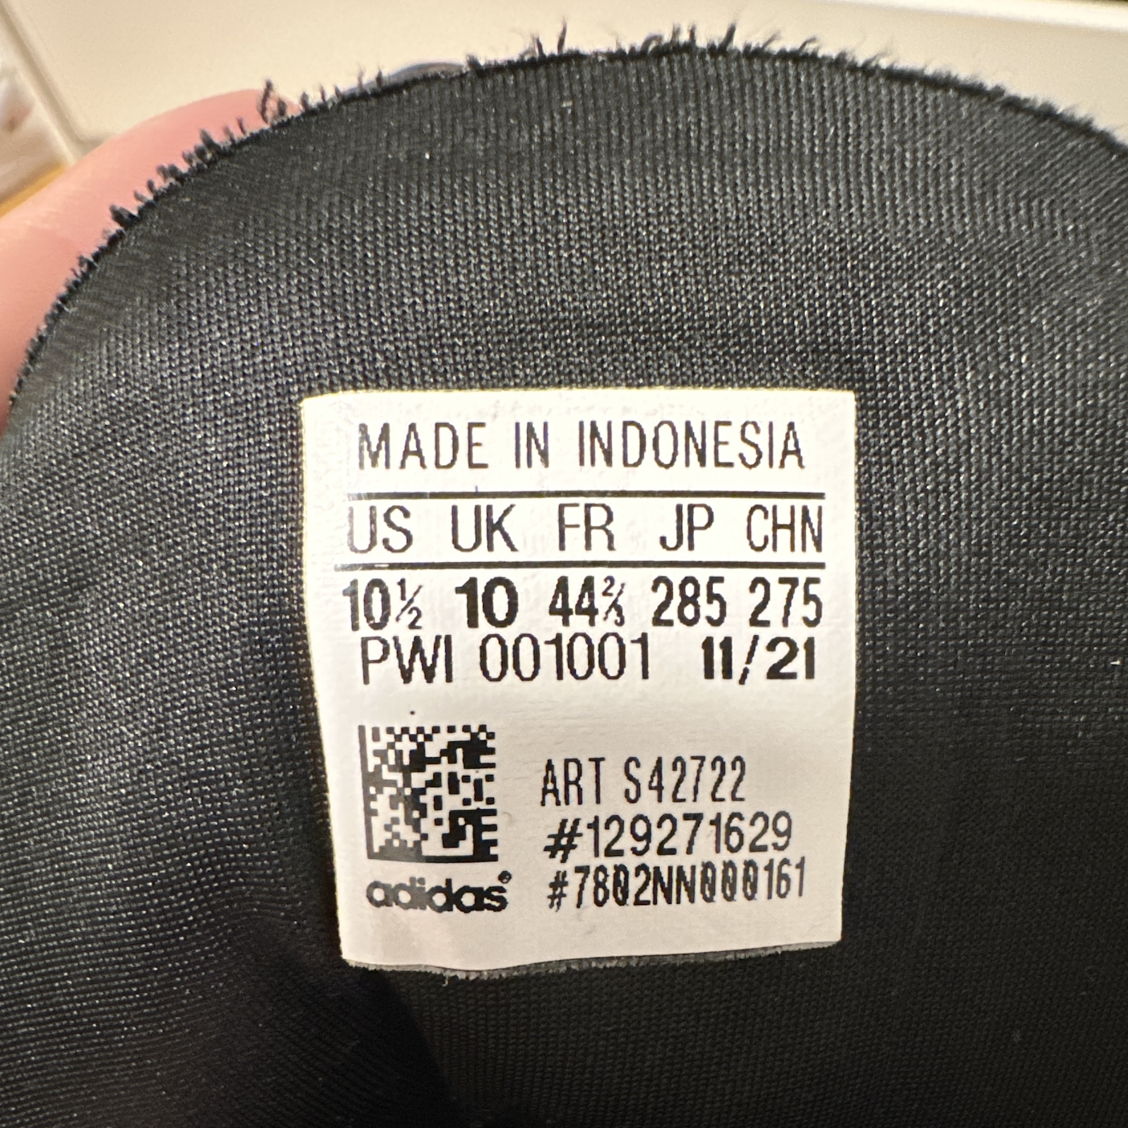 MADE IN INDONESIA
US UK FR JP CHN
10½ 10 44⅔ 285 275
PWI 001001 11/21
ART S42722
#129271629
#7802NN000161
adidas®